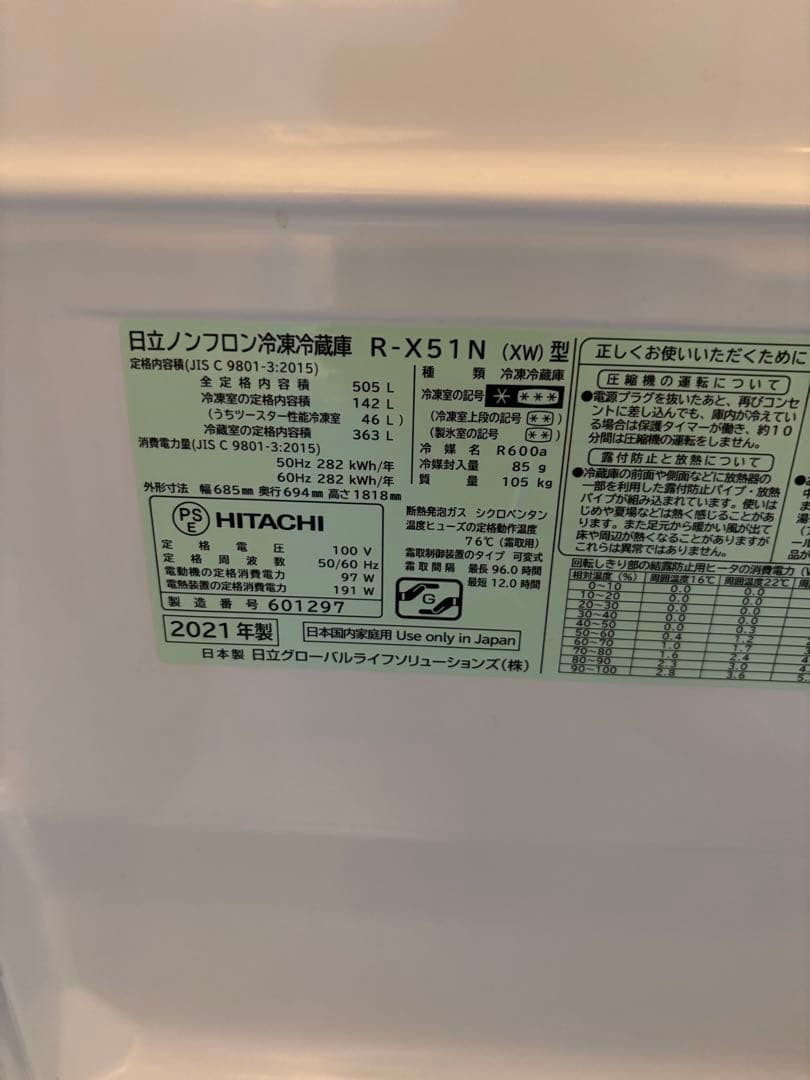 日立ノンフロン冷凍冷蔵庫 R-X51N (XW) 型
定格内容積(JIS C 9801-3:2015)
全定格内容積 505 L
冷凍室の定格内容積 142 L
(うちツースター性能冷凍室 46 L)
冷蔵室の定格内容積 363 L
消費電力量(JIS C 9801-3:2015)
50Hz 282 kWh/年
60Hz 282 kWh/年
外形寸法 幅685mm 奥行694mm 高さ1818mm
種類 冷凍冷蔵庫
冷凍室の記号 * ***
(冷凍室上段の記号 **)
(製氷室の記号 **)
冷媒名 R600a
冷媒封入量 85 g
質量 105 kg
PSE HITACHI
定格電圧 100 V
定格周波数 50/60 Hz
電動機の定格消費電力 97 W
電熱装置の定格消費電力 191 W
製造番号 601297
断熱発泡ガス シクロペンタン
温度ヒューズの定格動作温度
76℃(霜取用)
霜取制御装置のタイプ 可変式
霜取間隔 最長 96.0 時間
最短 12.0 時間
G
2021 年製
日本国内家庭用 Use only in Japan
日本製 日立グローバルライフソリューションズ(株)
正しくお使いいただくために
圧縮機の運転について
●電源プラグを抜いたあと、再びコンセ
ントに差し込んでも、庫内が冷えてい
る場合は保護タイマーが働き、約10
分間は圧縮機の運転をしません。
露付防止と放熱について
●冷蔵庫の前面や側面などに放熱器の
一部を利用した露付防止パイプ・放熱
パイプが組み込まれています。使いは
じめや夏場などは熱く感じることがあ
ります。また足元から暖かい風が出て
床や周辺が熱くなることがありますが
これらは異常ではありません。
回転しきり部の結露防止用ヒータの消費電力
相対湿度(%) 周囲温度16℃ 周囲温度22℃
0~10 0.0 0.0
10~20 0.0 0.0
20~30 0.0 0.0
30~40 0.0 0.0
40~50 0.0 0.3
50~60 0.4 1.2
60~70 1.0 1.7
70~80 1.6 2.4
80~90 2.3 3.0
90~100 2.8 3.6